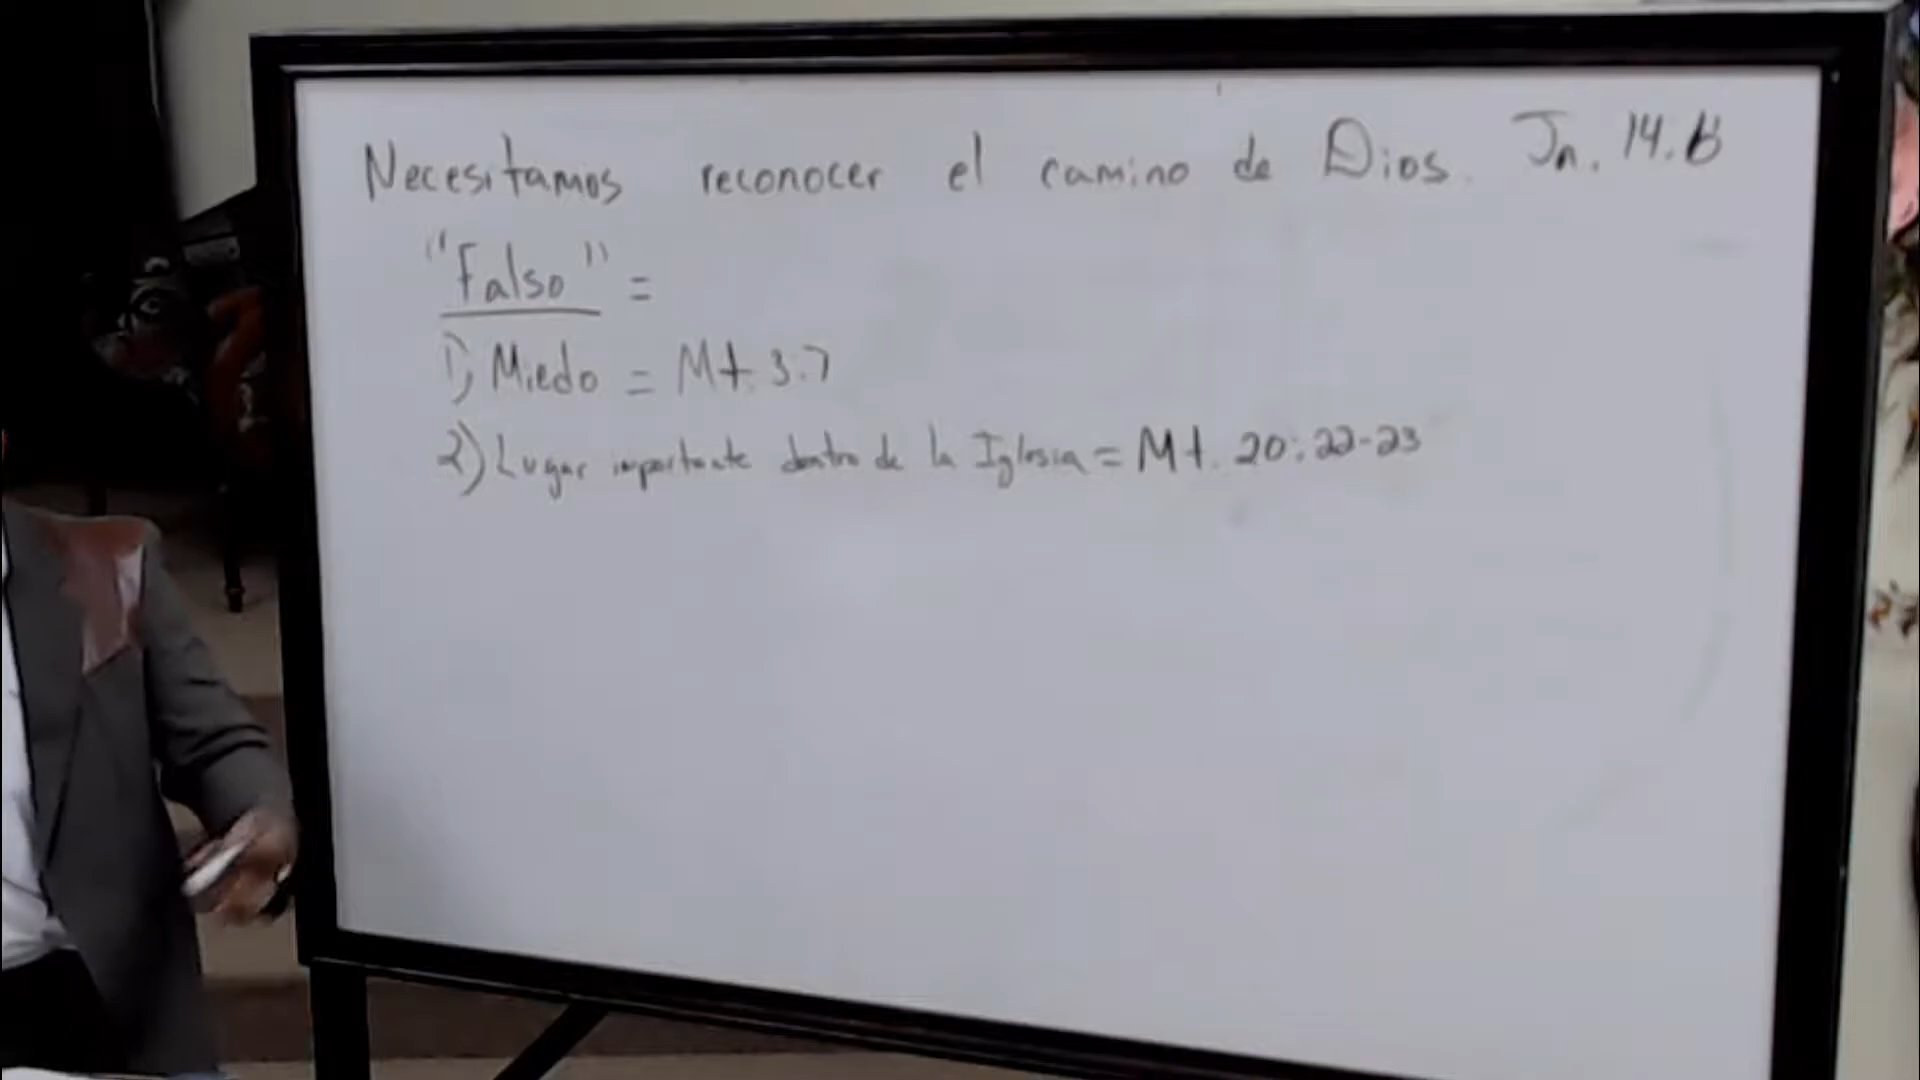 Necesitamos reconocer el camino de Dios. Jn. 14.6
"Falso" =
1) Miedo = Mt. 3:7
2) Lugar importante dentro de la Iglesia = Mt. 20:22-23